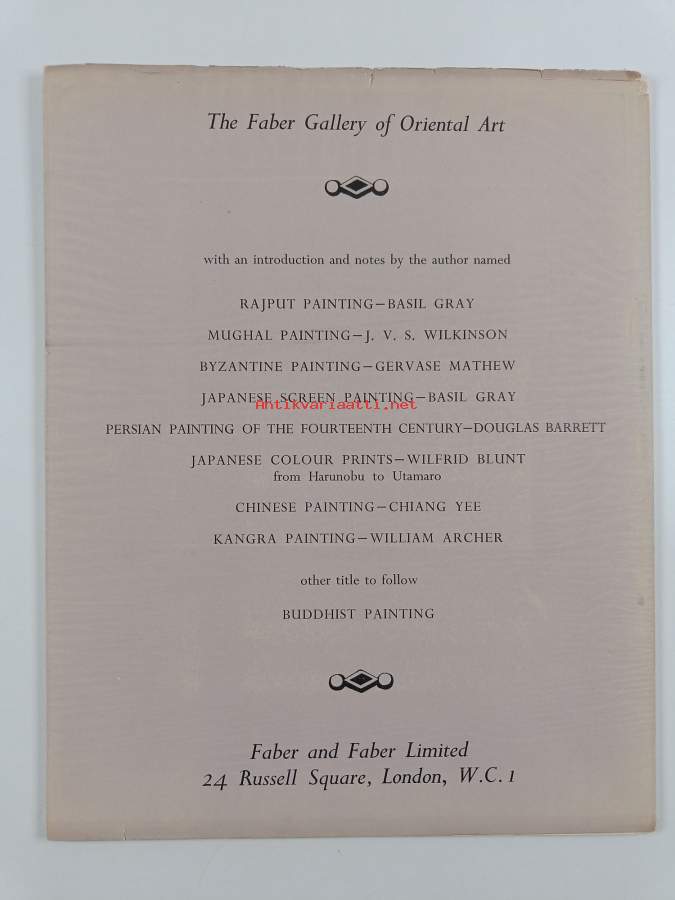 The Faber Gallery of Oriental Art
with an introduction and notes by the author named
RAJPUT PAINTING—BASIL GRAY
MUGHAL PAINTING—J. V. S. WILKINSON
BYZANTINE PAINTING—GERVASE MATHEW
JAPANESE SCREEN PAINTING—BASIL GRAY
Antikvariaatti.net
PERSIAN PAINTING OF THE FOURTEENTH CENTURY—DOUGLAS BARRETT
JAPANESE COLOUR PRINTS—WILFRID BLUNT
from Harunobu to Utamaro
CHINESE PAINTING—CHIANG YEE
KANGRA PAINTING—WILLIAM ARCHER
other title to follow
BUDDHIST PAINTING
Faber and Faber Limited
24 Russell Square, London, W.C.1